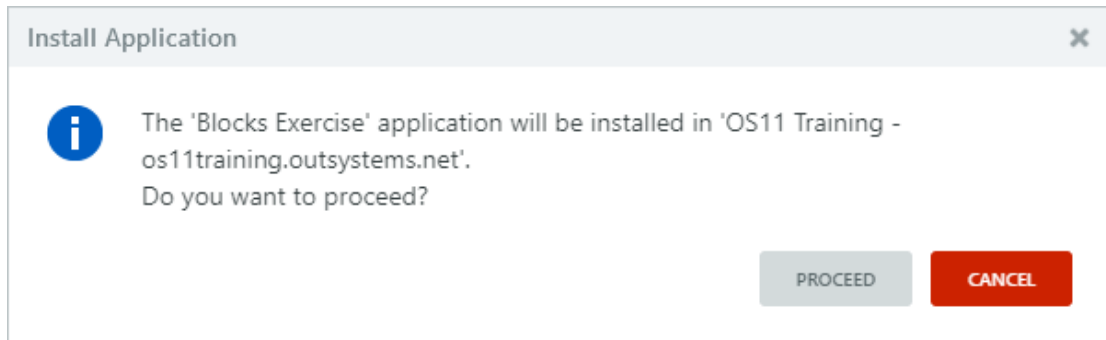 Install Application
The 'Blocks Exercise' application will be installed in 'OS11 Training -
os11training.outsystems.net'.
Do you want to proceed?
PROCEED
CANCEL